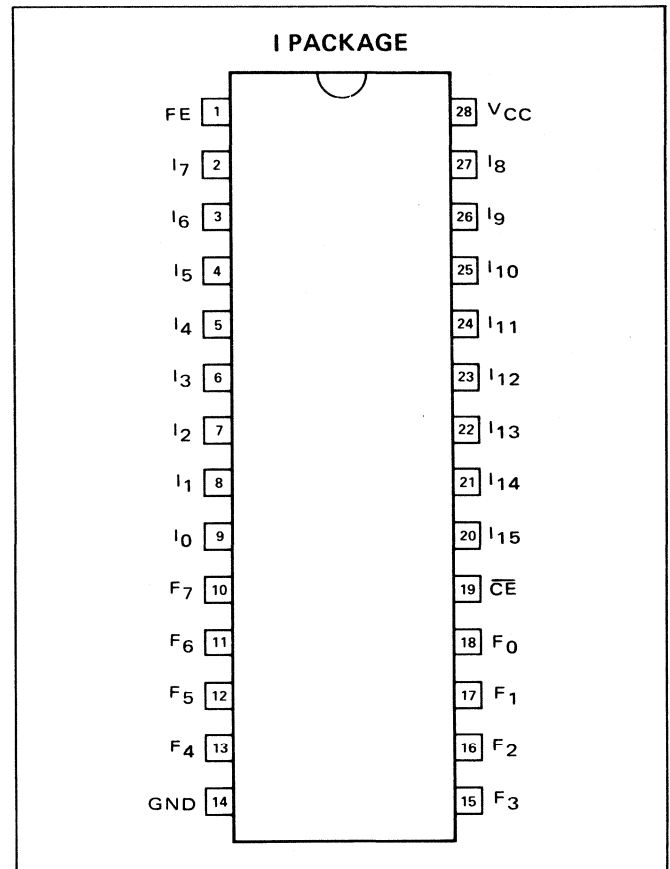 I PACKAGE
FE 1 28 VCC
I7 2 27 I8
I6 3 26 I9
I5 4 25 I10
I4 5 24 I11
I3 6 23 I12
I2 7 22 I13
I1 8 21 I14
I0 9 20 I15
F7 10 19 C̅E̅
F6 11 18 F0
F5 12 17 F1
F4 13 16 F2
GND 14 15 F3